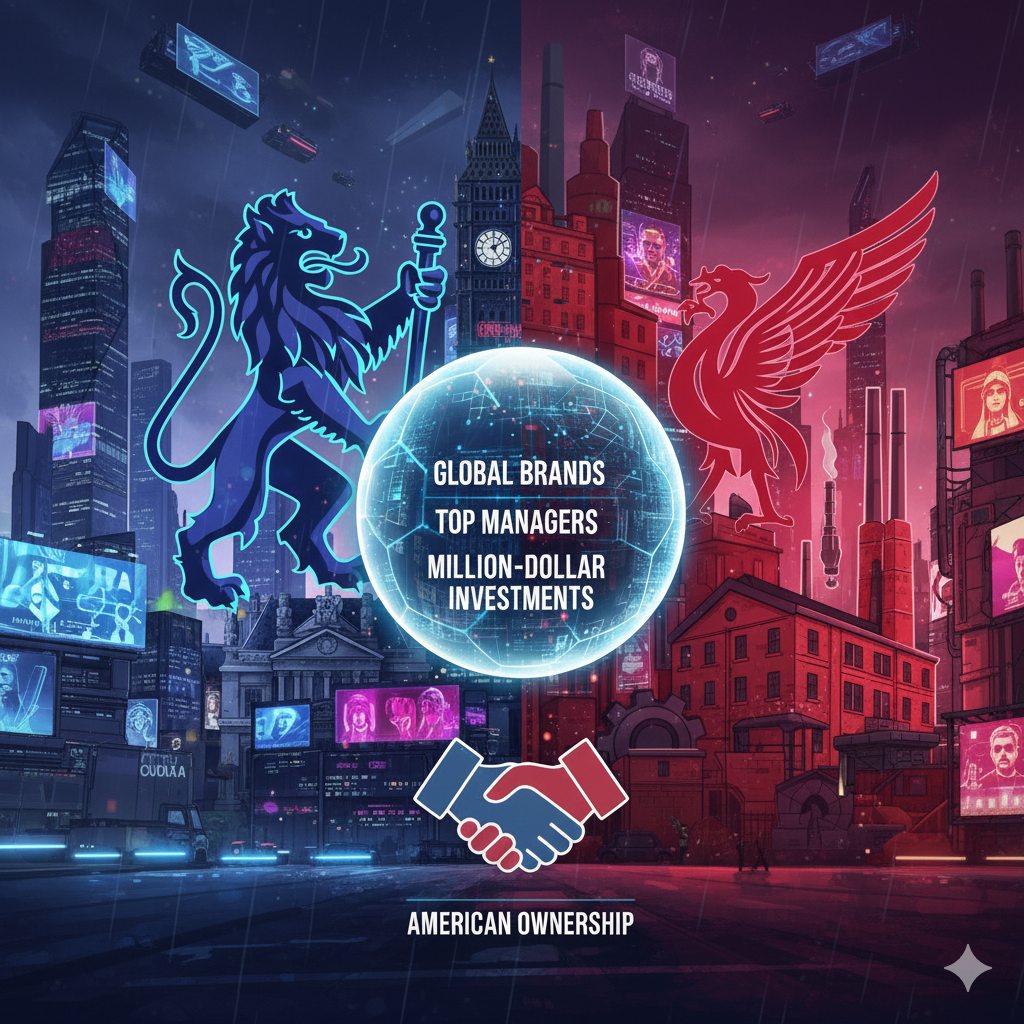 GLOBAL BRANDS
TOP MANAGERS
MILLION-DOLLAR
INVESTMENTS
AMERICAN OWNERSHIP